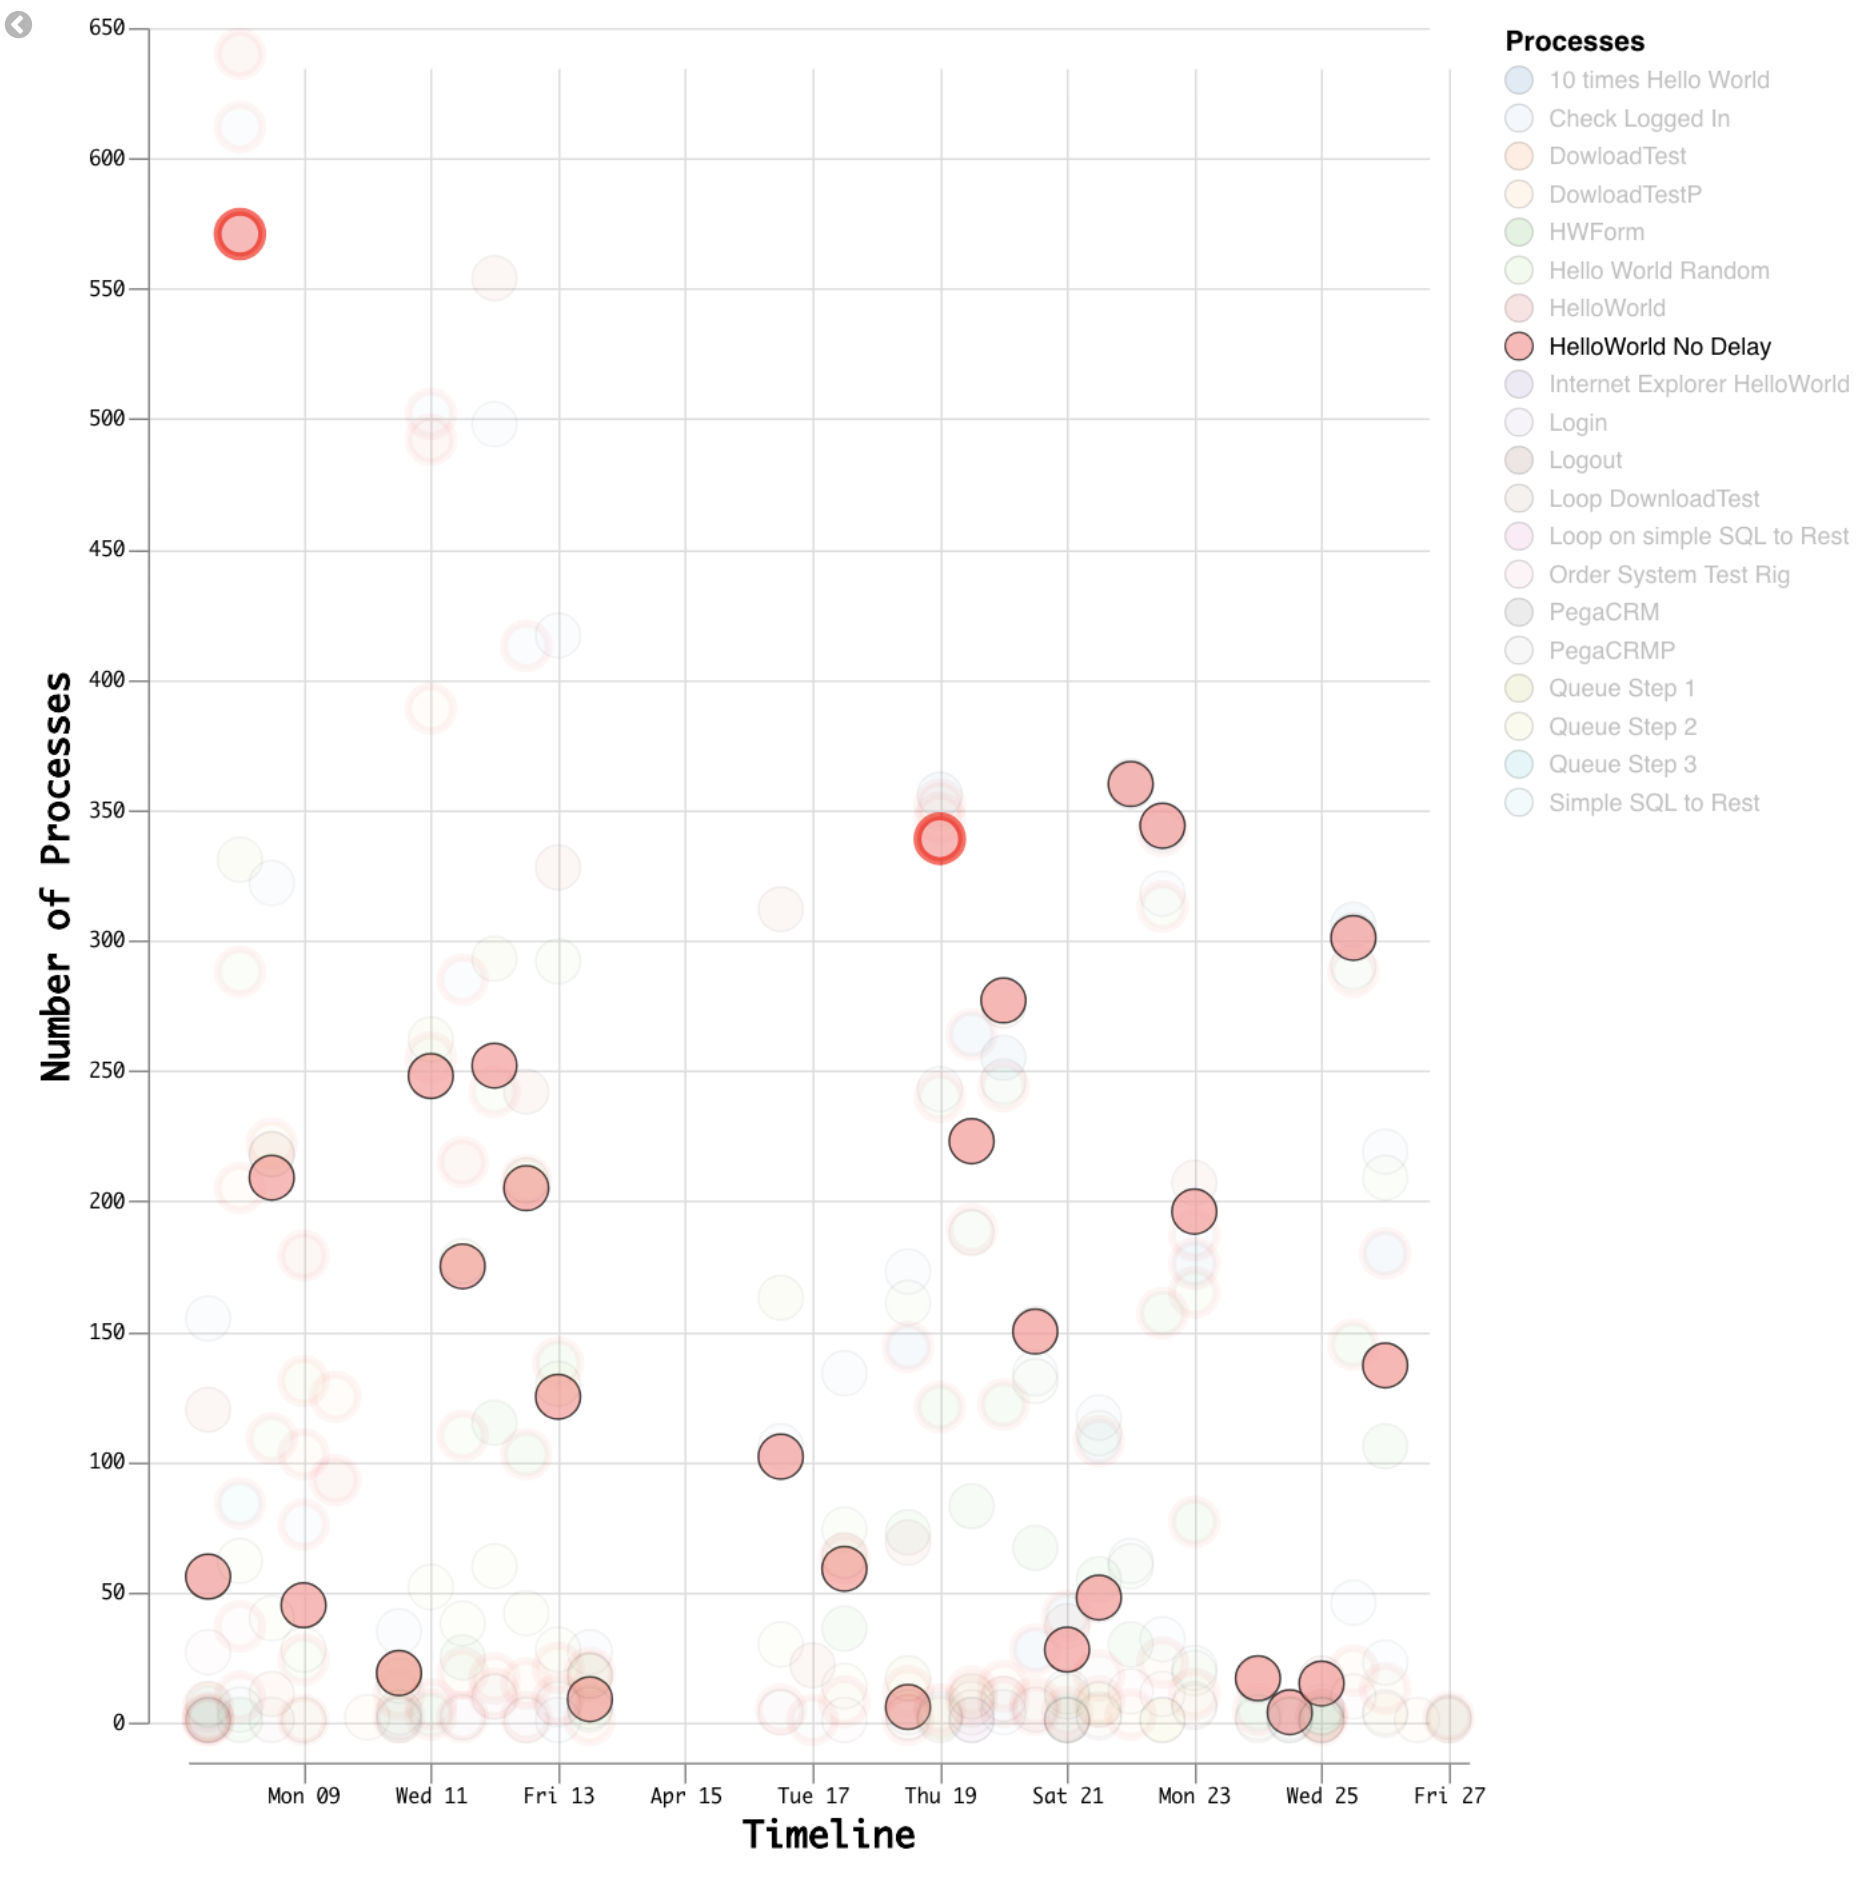 650
600
550
500
450
400
350
300
250
200
150
100
50
0
Number of Processes
Mon 09
Wed 11
Fri 13
Apr 15
Tue 17
Thu 19
Sat 21
Mon 23
Wed 25
Fri 27
Timeline
Processes
10 times Hello World
Check Logged In
DowloadTest
DowloadTestP
HWForm
Hello World Random
HelloWorld
HelloWorld No Delay
Internet Explorer HelloWorld
Login
Logout
Loop DownloadTest
Loop on simple SQL to Rest
Order System Test Rig
PegaCRM
PegaCRMP
Queue Step 1
Queue Step 2
Queue Step 3
Simple SQL to Rest